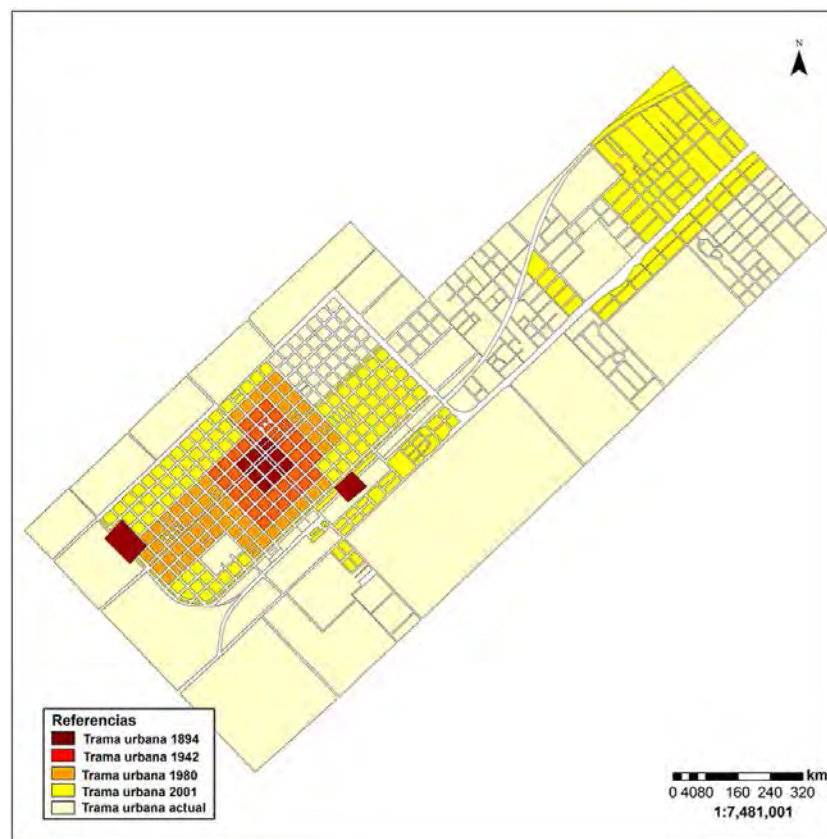 N
Referencias
Trama urbana 1894
Trama urbana 1942
Trama urbana 1980
Trama urbana 2001
Trama urbana actual
km
0 4080 160 240 320
1:7,481,001